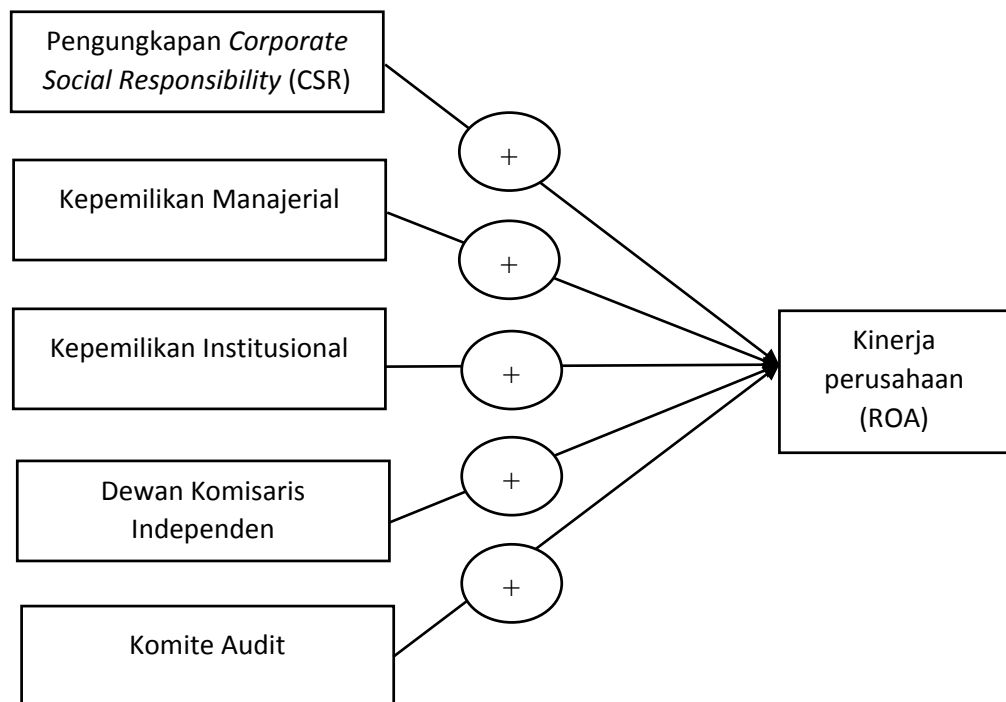 Pengungkapan Corporate
Social Responsibility (CSR)
+
Kepemilikan Manajerial
+
Kepemilikan Institusional
+
Dewan Komisaris
Independen
+
Komite Audit
+
Kinerja
perusahaan
(ROA)